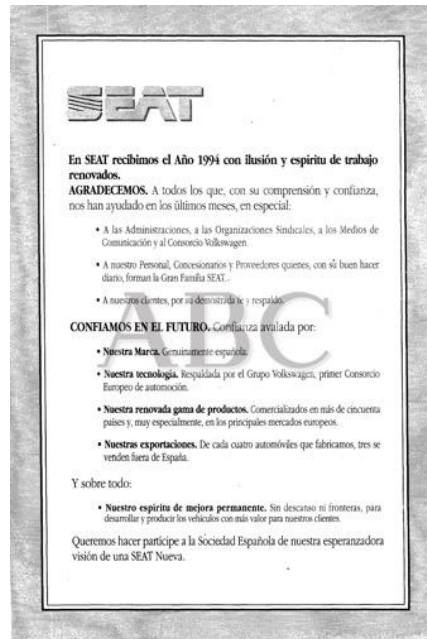 SEAT
En SEAT recibimos el Año 1994 con ilusión y espiritu de trabajo
renovados.
AGRADECEMOS. A todos los que, con su comprensión y confianza,
nos han ayudado en los últimos meses, en especial:
• A las Administraciones, a las Organizaciones Sindicales, a los Medios de
Comunicación y al Consorcio Volkswagen.
• A nuestro Personal, Concesionarios y Proveedores quienes, con su buen hacer
diario, forman la Gran Familia SEAT.
• A nuestros clientes, por su demostrada fe y respaldo.
ABC
CONFIAMOS EN EL FUTURO. Confianza avalada por:
• Nuestra Marca. Genuinamente española.
• Nuestra tecnología. Respaldada por el Grupo Volkswagen, primer Consorcio
Europeo de automoción.
• Nuestra renovada gama de productos. Comercializados en más de cincuenta
países y, muy especialmente, en los principales mercados europeos.
• Nuestras exportaciones. De cada cuatro automóviles que fabricamos, tres se
venden fuera de España.
Y sobre todo:
• Nuestro espíritu de mejora permanente. Sin descanso ni fronteras, para
desarrollar y producir los vehículos con más valor para nuestros clientes.
Queremos hacer partícipe a la Sociedad Española de nuestra esperanzadora
visión de una SEAT Nueva.